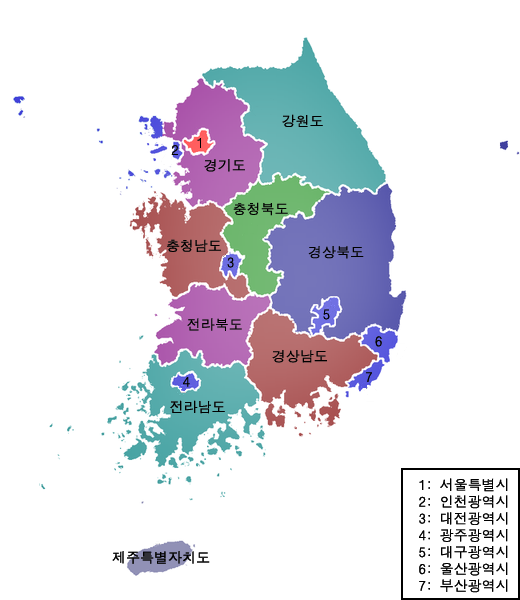 강원도
1
2
경기도
충청북도
충청남도
경상북도
3
5
전라북도
6
경상남도
7
4
전라남도
제주특별자치도
1: 서울특별시
2: 인천광역시
3: 대전광역시
4: 광주광역시
5: 대구광역시
6: 울산광역시
7: 부산광역시